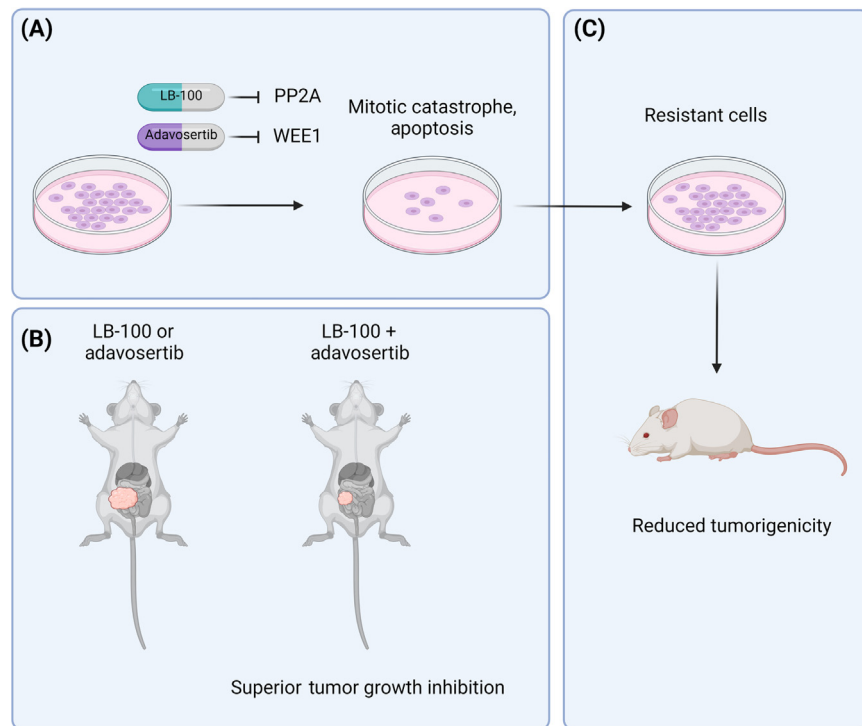 (A)
LB-100
PP2A
Adavosertib
WEE1
Mitotic catastrophe,
apoptosis
(B)
LB-100 or
adavosertib
LB-100 +
adavosertib
Superior tumor growth inhibition
(C)
Resistant cells
Reduced tumorigenicity